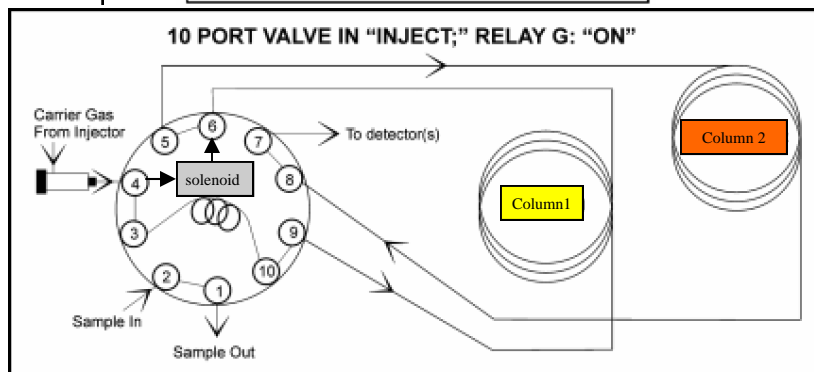 10 PORT VALVE IN “INJECT;” RELAY G: “ON”
Carrier Gas
From Injector
To detector(s)
Column 2
Column1
solenoid
5
6
7
4
8
3
9
2
10
1
Sample In
Sample Out